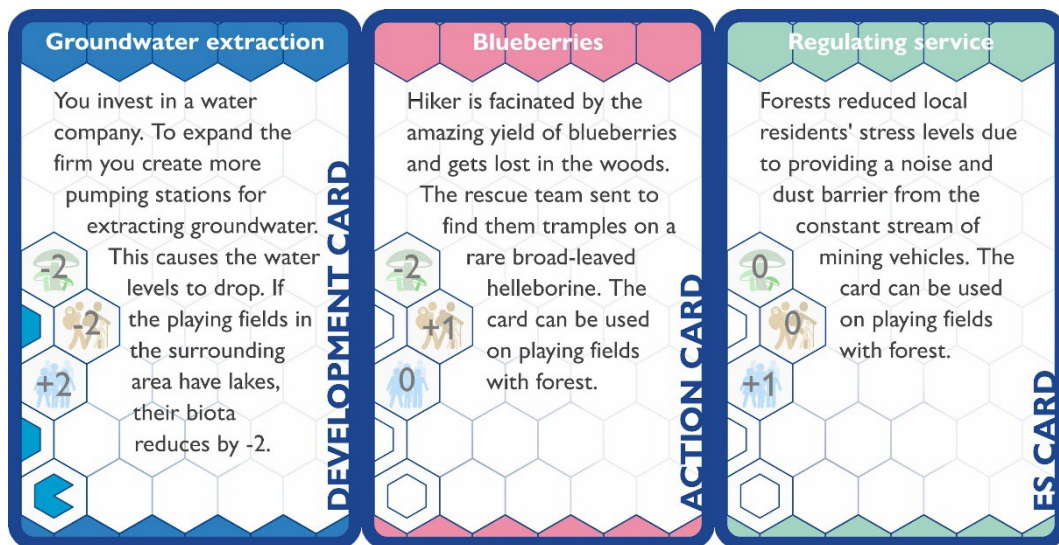 Groundwater extraction
You invest in a water
company. To expand the
firm you create more
pumping stations for
extracting groundwater.
This causes the water
levels to drop. If
the playing fields in
the surrounding
area have lakes,
their biota
reduces by -2.
-2
-2
+2
DEVELOPMENT CARD
Blueberries
Hiker is facinated by the
amazing yield of blueberries
and gets lost in the woods.
The rescue team sent to
find them tramples on a
rare broad-leaved
helleborine. The
card can be used
on playing fields
with forest.
-2
+1
0
ACTION CARD
Regulating service
Forests reduced local
residents' stress levels due
to providing a noise and
dust barrier from the
constant stream of
mining vehicles. The
card can be used
on playing fields
with forest.
0
0
+1
ES CARD